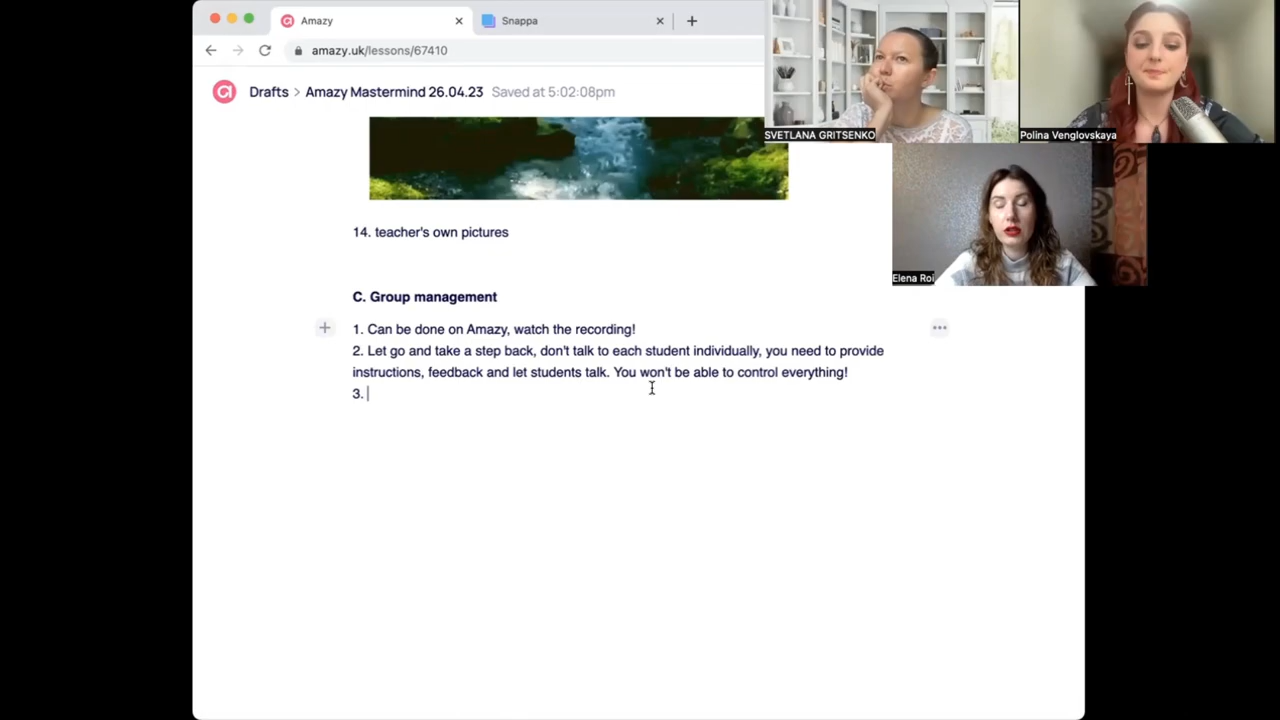 Amazy
Snappa
amazy.uk/lessons/67410
Drafts > Amazy Mastermind 26.04.23 Saved at 5:02:08pm
SVETLANA GRITSENKO
Polina Venglovskaya
Elena Roi
14. teacher's own pictures
C. Group management
1. Can be done on Amazy, watch the recording!
2. Let go and take a step back, don't talk to each student individually, you need to provide
instructions, feedback and let students talk. You won't be able to control everything!
3.